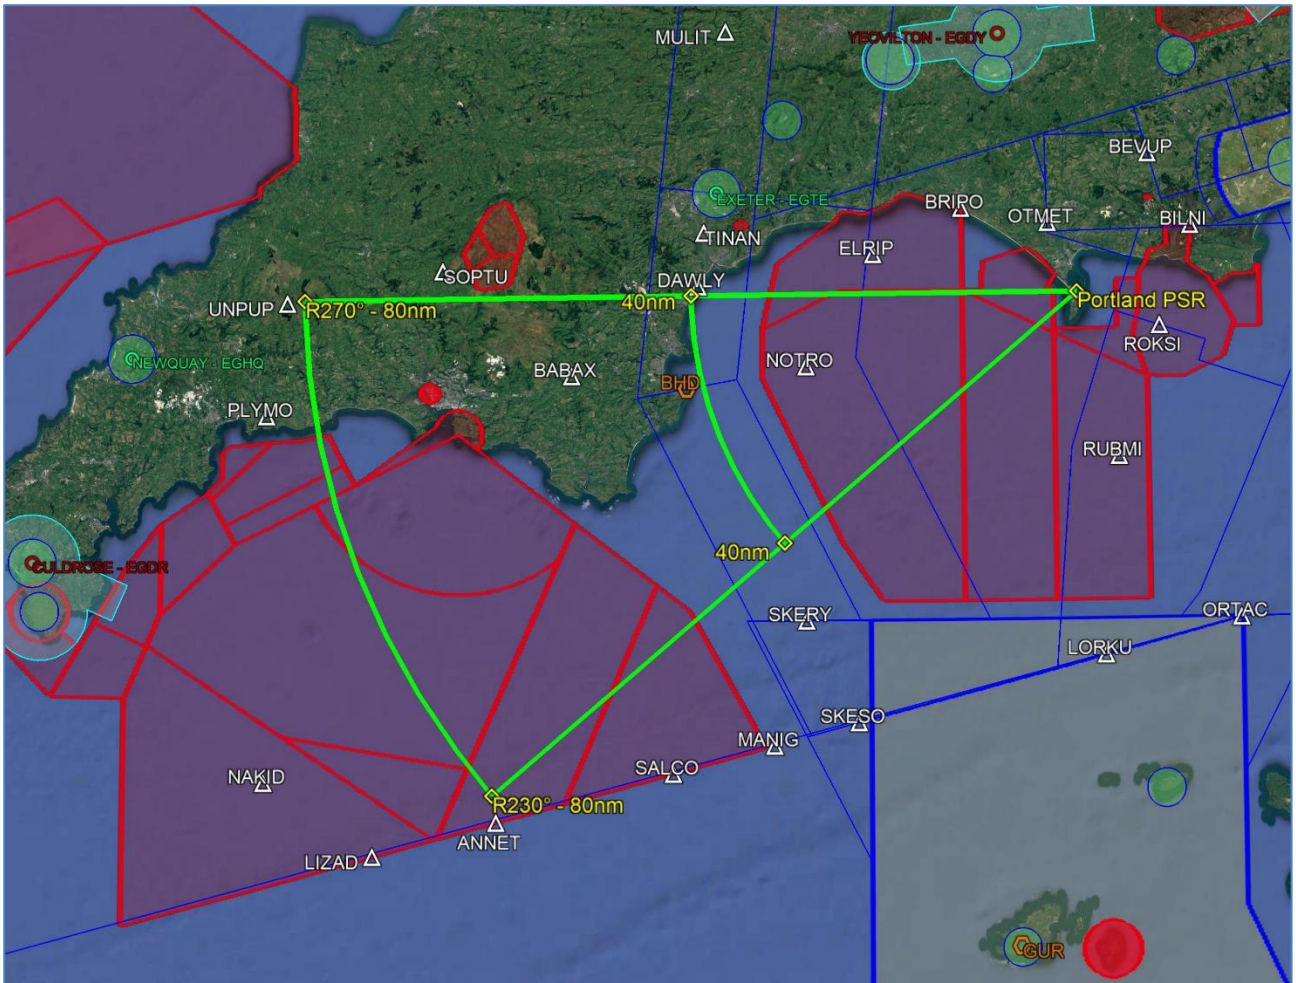 MULIT
YEOVILTON - EGDY
BEVUP
EXETER - EGTE
BRIPO
OTMET
BILNI
TINAN
ELRIP
SOPTU
DAWLY
UNPUP
R270° - 80nm
40nm
Portland PSR
ROKSI
NEWQUAY - EGHQ
BABAX
BHD
NOTRO
PLYMO
RUBMI
40nm
CULDROSE - EGDR
SKERY
ORTAC
LORKU
SKESO
MANIG
NAKID
SALCO
R230° - 80nm
ANNET
LIZAD
GUR